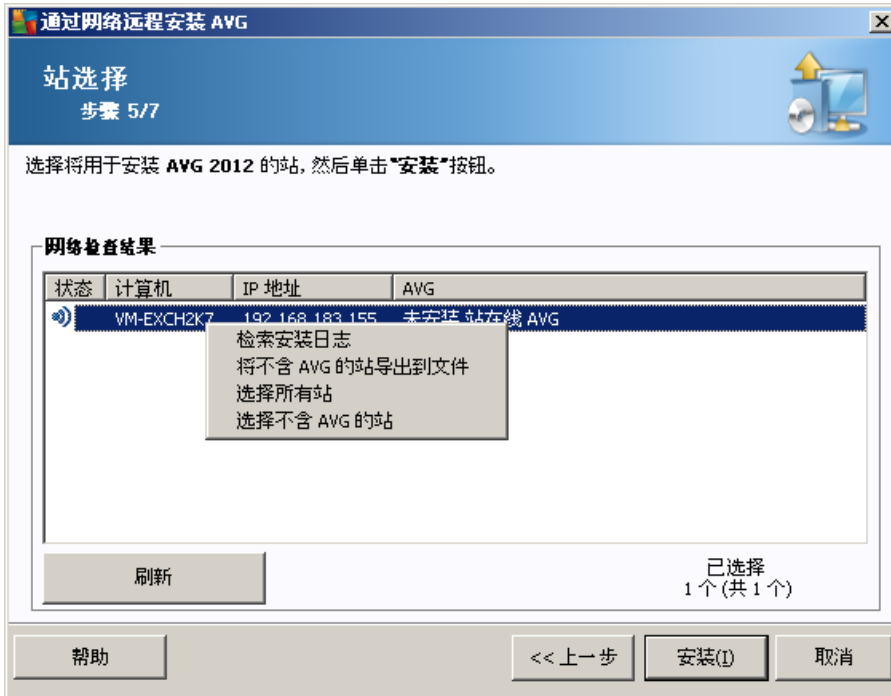 通过网络远程安装 AVG
站选择
步骤 5/7
选择将用于安装 AVG 2012 的站, 然后单击"安装"按钮。
网络检查结果
状态 计算机 IP 地址 AVG
VM-EXCH2K7 192.168.183.155 未安装 站在线 AVG
检索安装日志
将不含 AVG 的站导出到文件
选择所有站
选择不含 AVG 的站
刷新
已选择
1 个 (共 1 个)
帮助
<< 上一步
安装(I)
取消